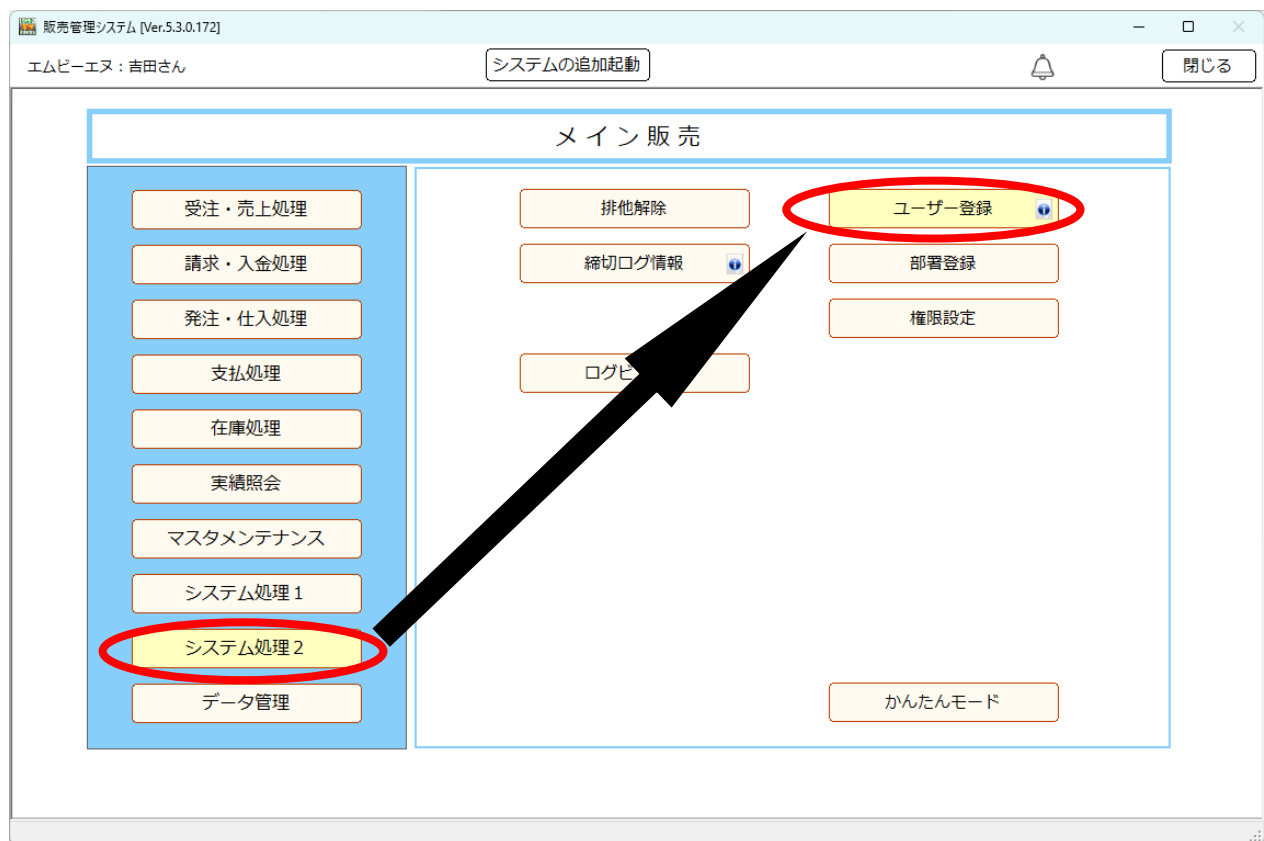 販売管理システム [Ver.5.3.0.172]
エムビーエヌ：吉田さん
システムの追加起動
閉じる
メイン販売
受注・売上処理
請求・入金処理
発注・仕入処理
支払処理
在庫処理
実績照会
マスタメンテナンス
システム処理１
システム処理２
データ管理
排他解除
締切ログ情報
ユーザー登録
部署登録
権限設定
かんたんモード